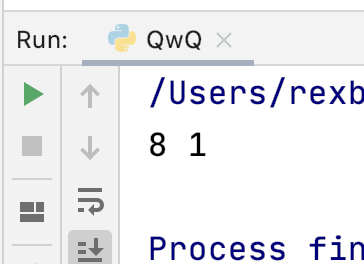 Run: QwQ
/Users/rexb
8 1
Process fin